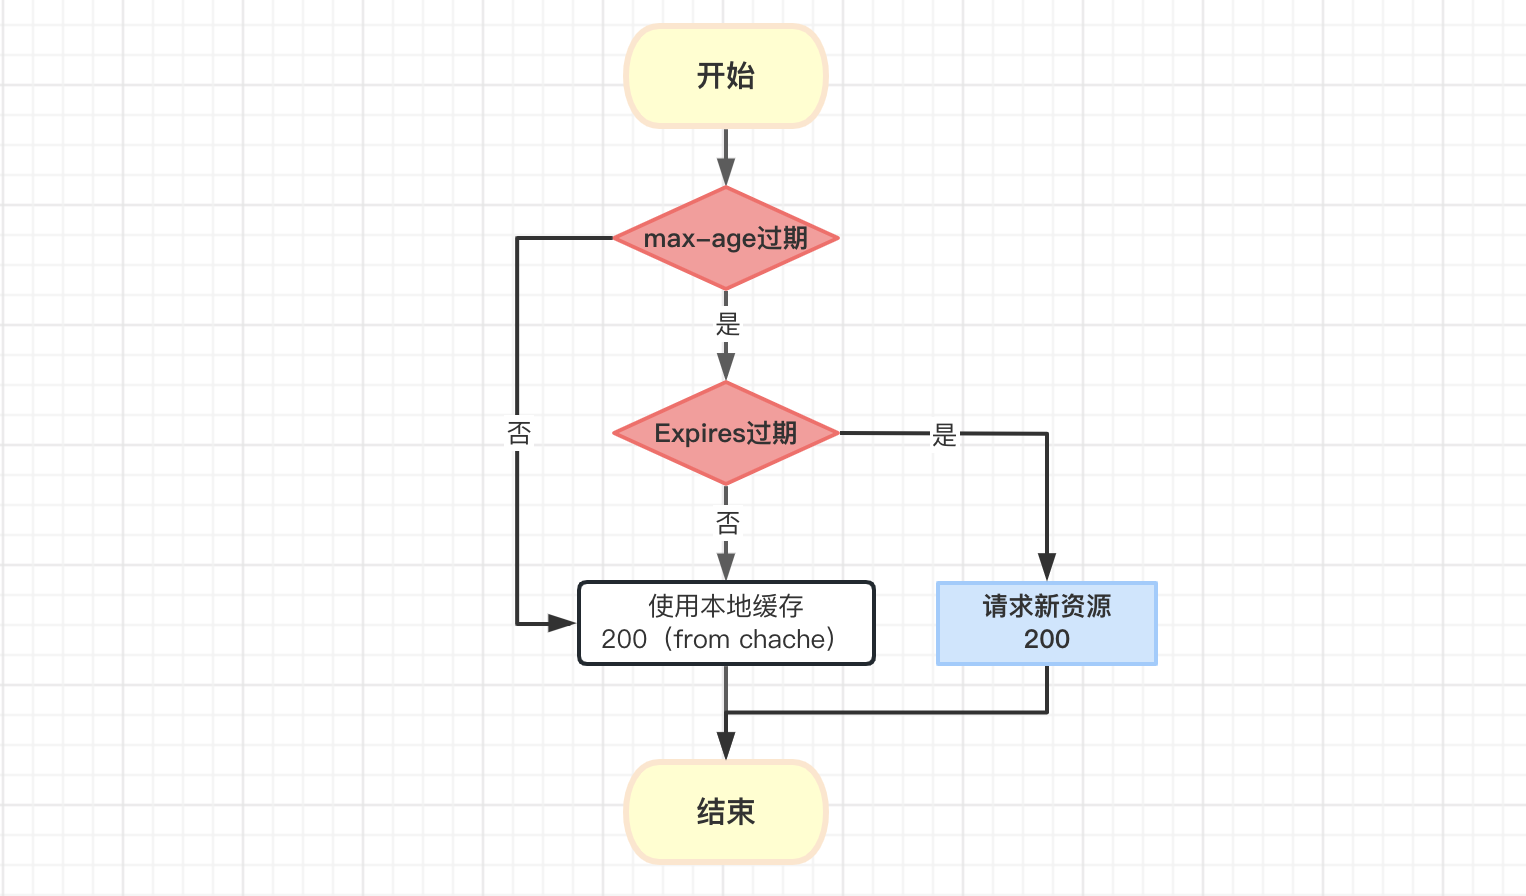 开始
max-age过期
是
否
Expires过期
是
否
使用本地缓存
200（from chache）
请求新资源
200
结束